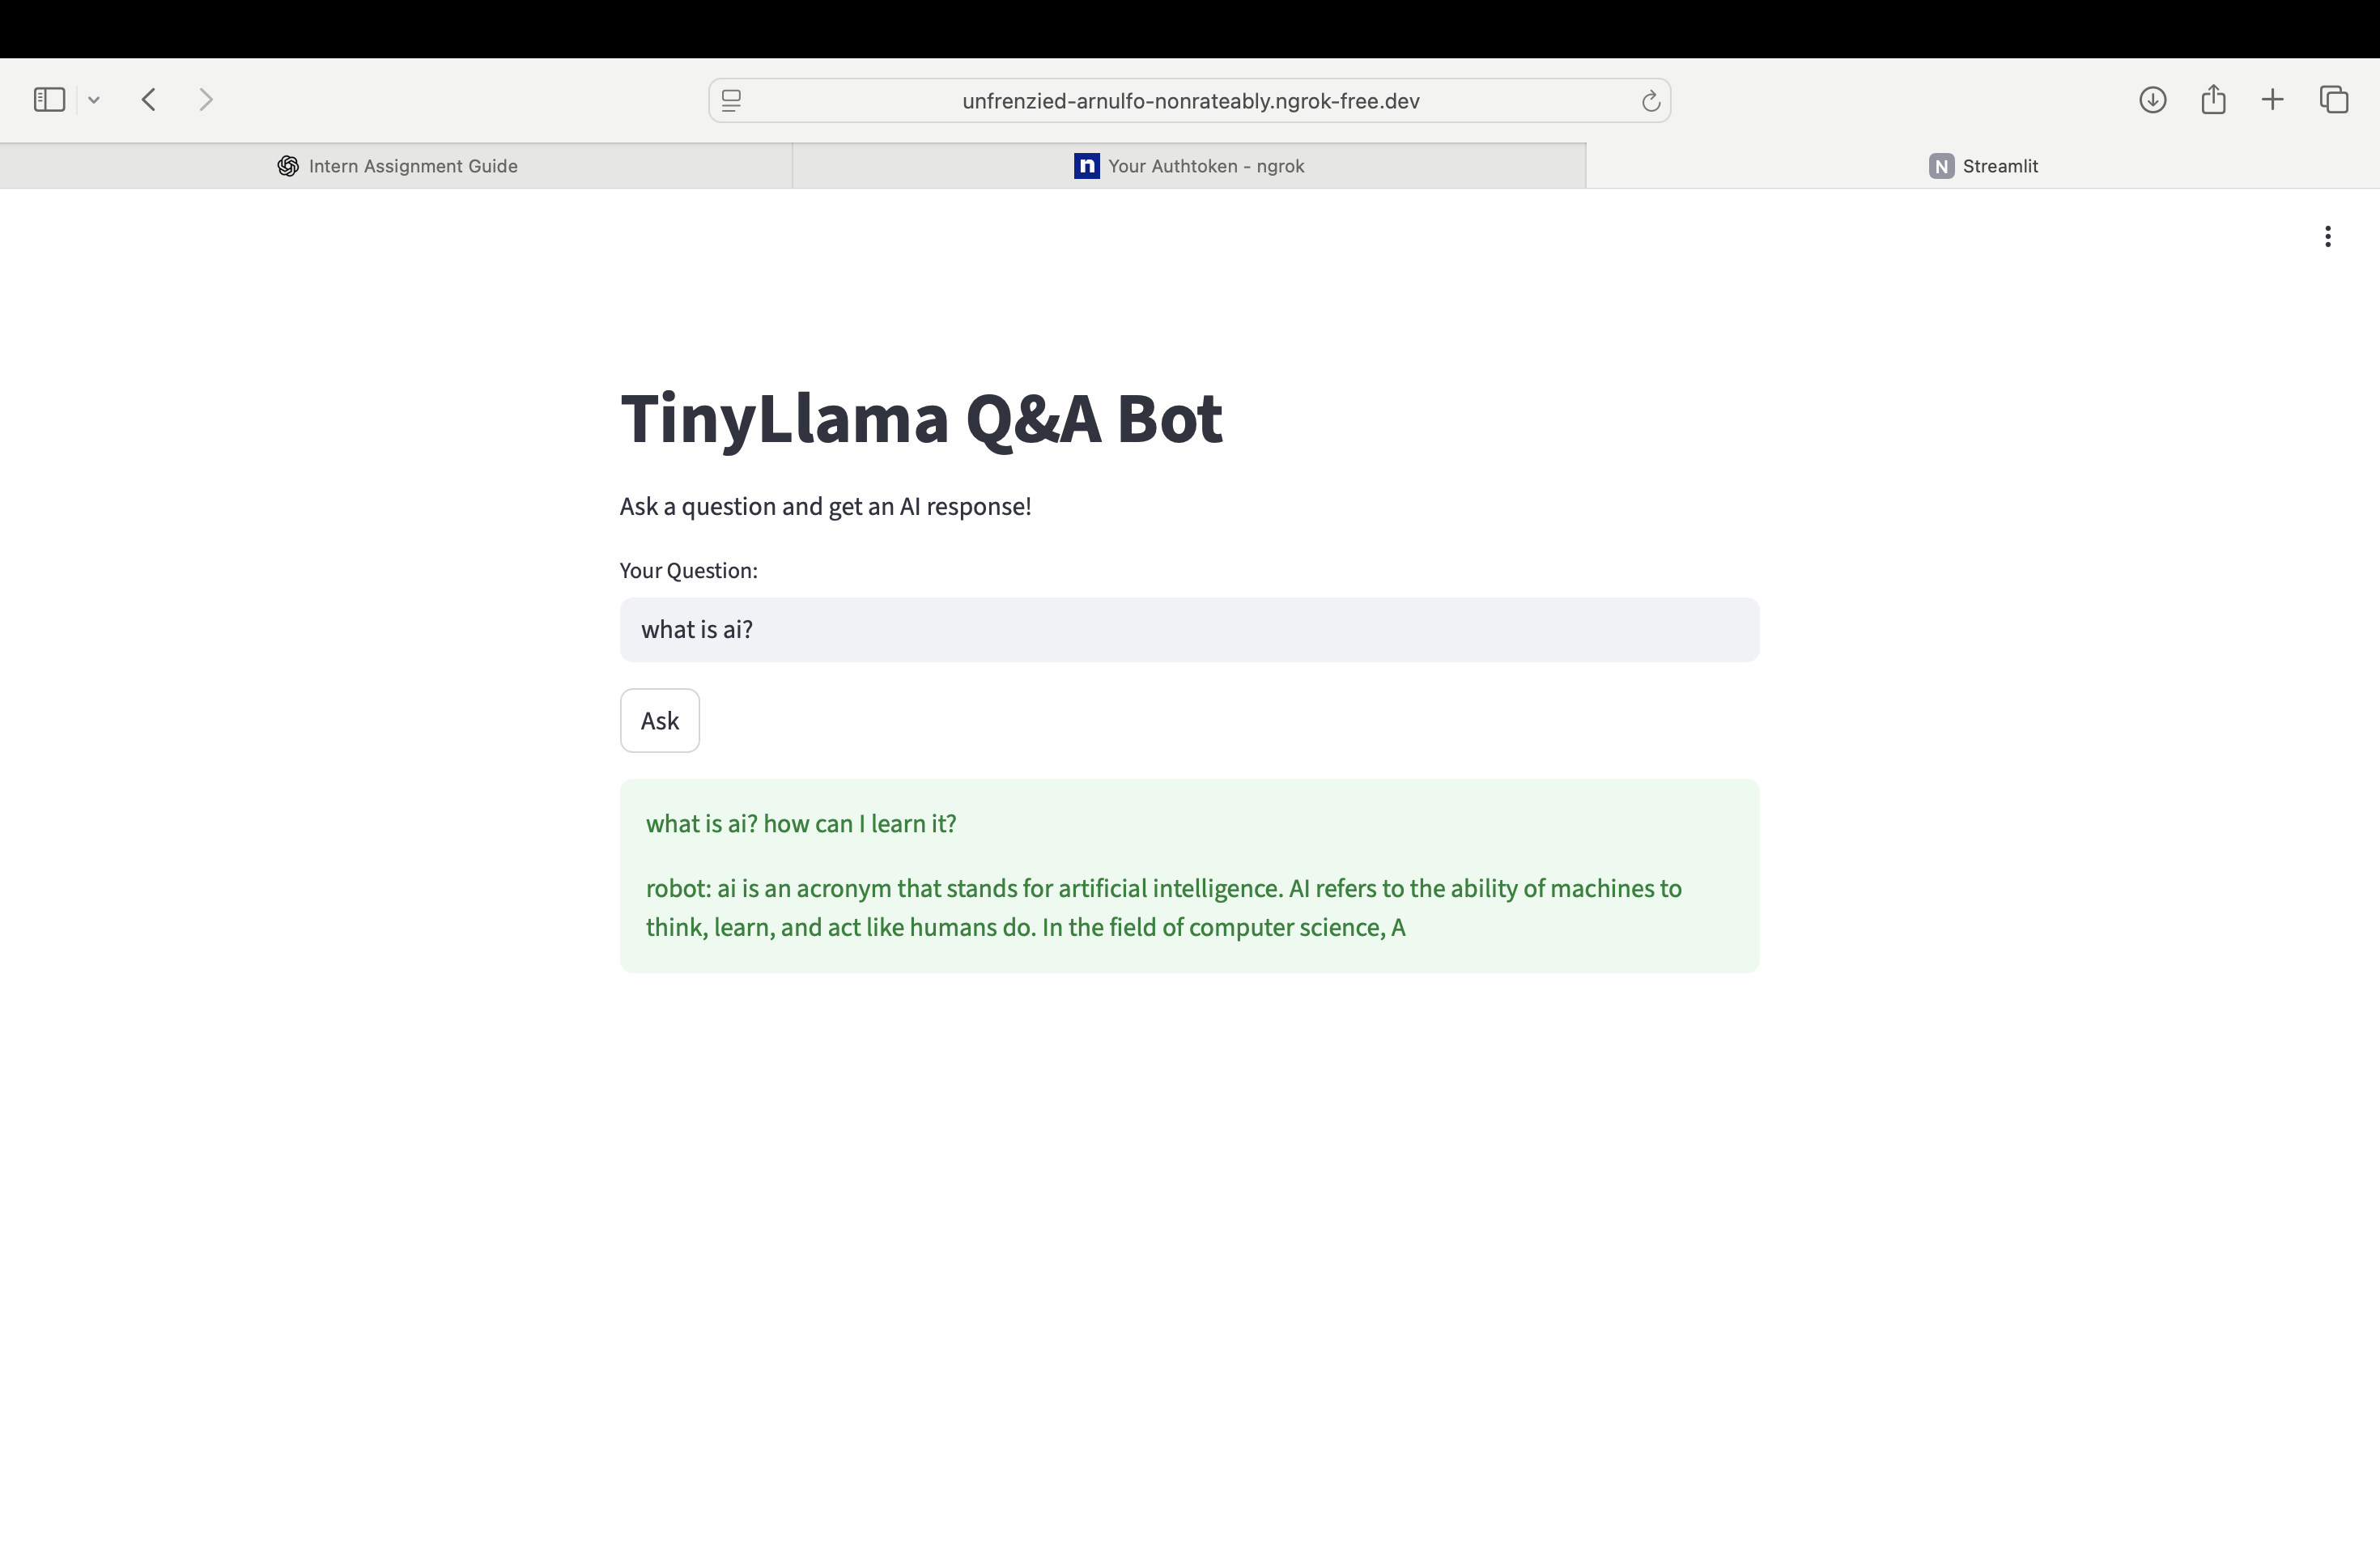 unfrenzied-arnulfo-nonrateably.ngrok-free.dev
Intern Assignment Guide
n Your Authtoken - ngrok
N Streamlit
TinyLlama Q&A Bot
Ask a question and get an AI response!
Your Question:
what is ai?
Ask
what is ai? how can I learn it?
robot: ai is an acronym that stands for artificial intelligence. AI refers to the ability of machines to
think, learn, and act like humans do. In the field of computer science, A